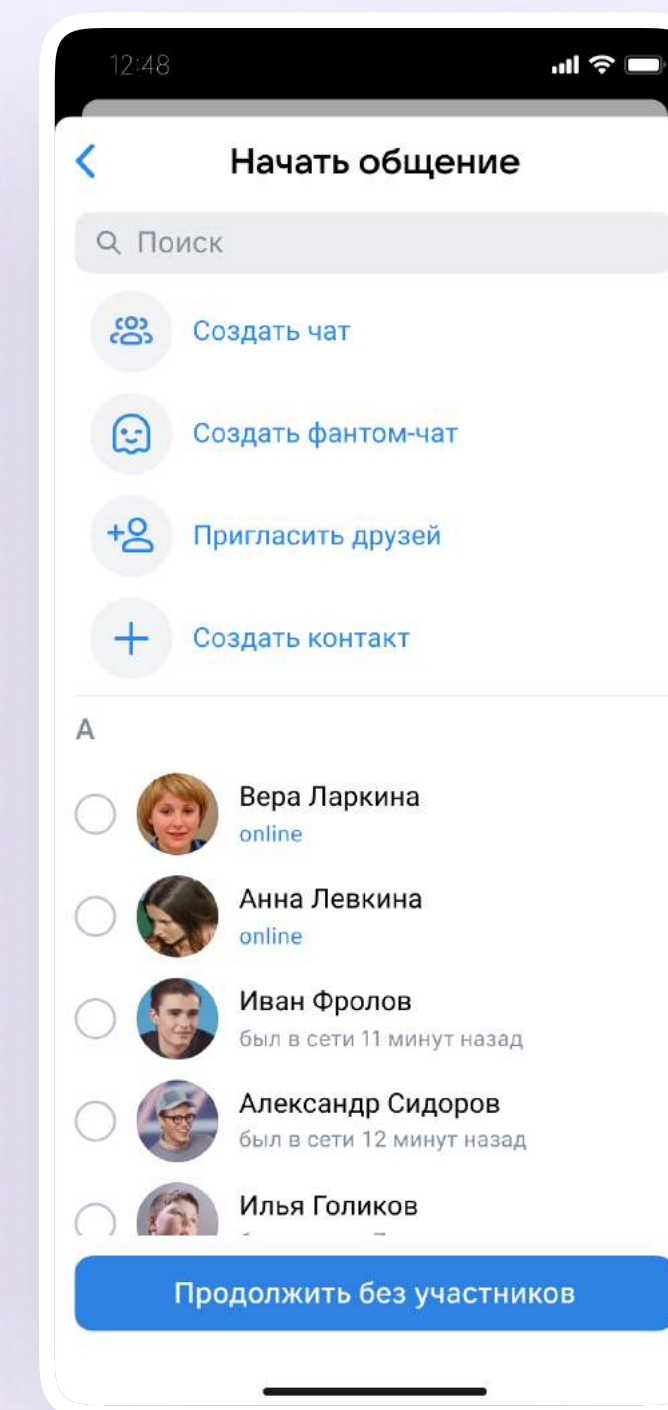 12:48
Начать общение
Поиск
Создать чат
Создать фантом-чат
Пригласить друзей
Создать контакт
А
Вера Ларкина
online
Анна Левкина
online
Иван Фролов
был в сети 11 минут назад
Александр Сидоров
был в сети 12 минут назад
Илья Голиков
Продолжить без участников